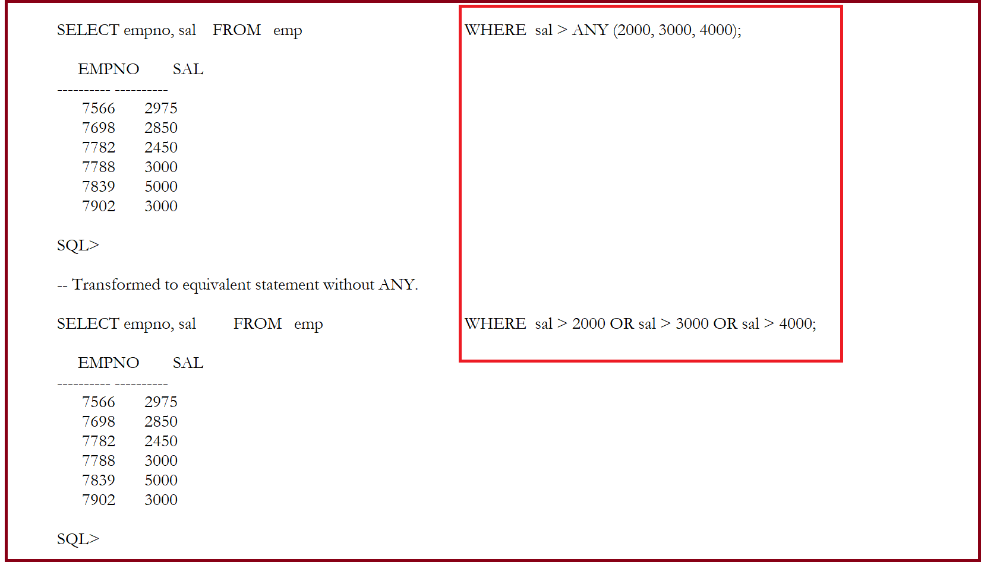 SELECT empno, sal FROM emp WHERE sal > ANY (2000, 3000, 4000);
EMPNO SAL
---------- ----------
7566 2975
7698 2850
7782 2450
7788 3000
7839 5000
7902 3000
SQL>
-- Transformed to equivalent statement without ANY.
SELECT empno, sal FROM emp WHERE sal > 2000 OR sal > 3000 OR sal > 4000;
EMPNO SAL
---------- ----------
7566 2975
7698 2850
7782 2450
7788 3000
7839 5000
7902 3000
SQL>